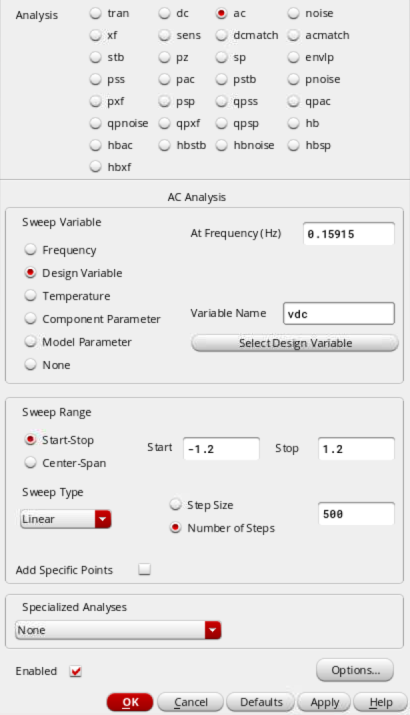 Analysis tran dc ac noise
xf sens dcmatch acmatch
stb pz sp envlp
pss pac pstb pnoise
pxf psp qpss qpac
qpnoise qpxf qpsp hb
hbac hbstb hbnoise hbsp
hbxf
AC Analysis
Sweep Variable
At Frequency (Hz) 0.15915
Frequency
Design Variable
Temperature
Component Parameter Variable Name vdc
Model Parameter Select Design Variable
None
Sweep Range
Start-Stop Start -1.2 Stop 1.2
Center-Span
Sweep Type
Step Size
Linear 500
Number of Steps
Add Specific Points
Specialized Analyses
None
Enabled Options...
OK Cancel Defaults Apply Help